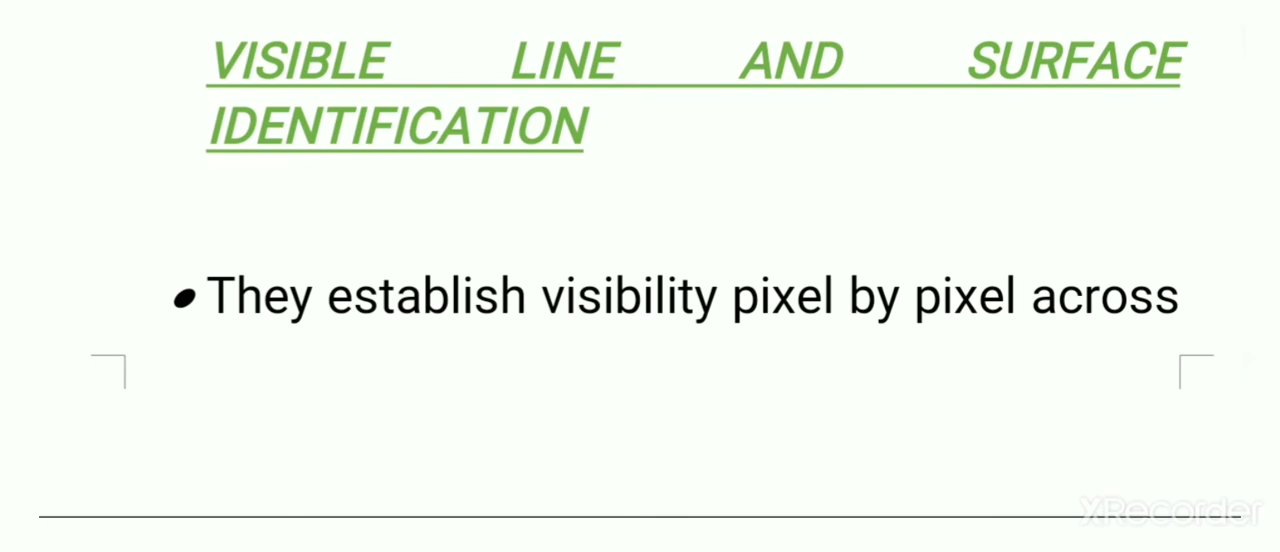 VISIBLE LINE AND SURFACE
IDENTIFICATION
• They establish visibility pixel by pixel across
XRecorder